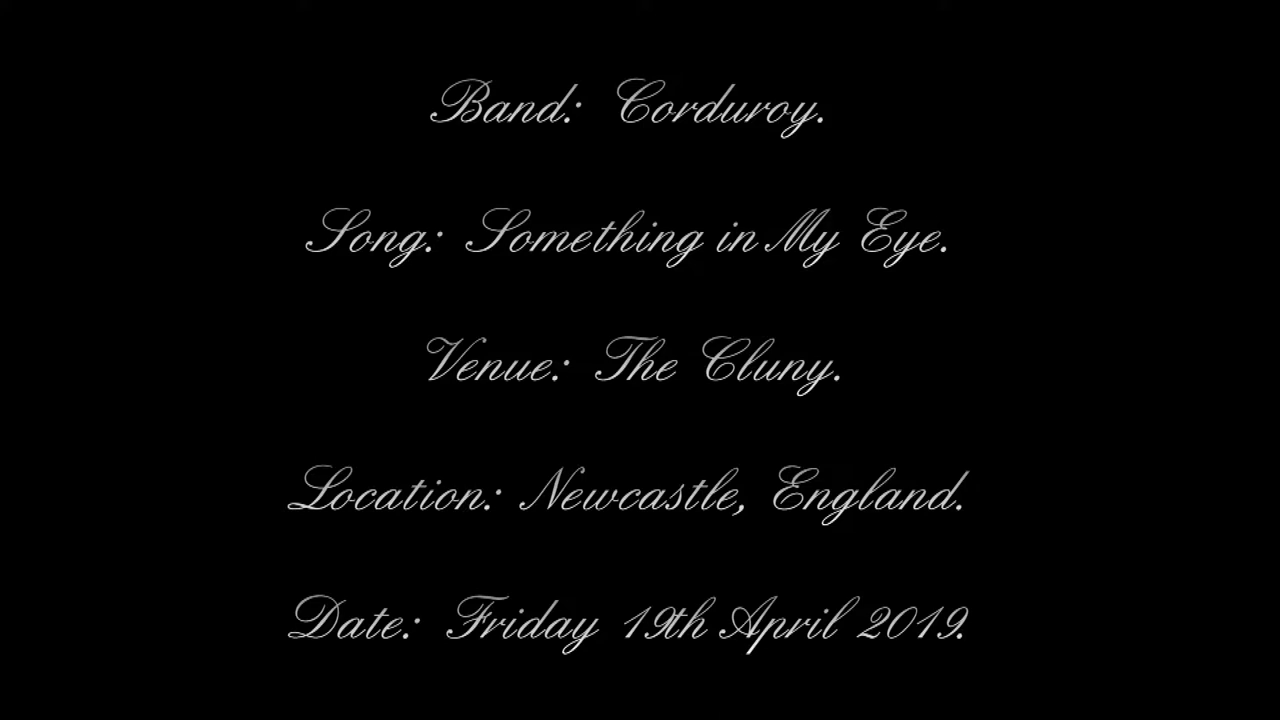 Band: Corduroy.
Song: Something in My Eye.
Venue: The Cluny.
Location: Newcastle, England.
Date: Friday 19th April 2019.